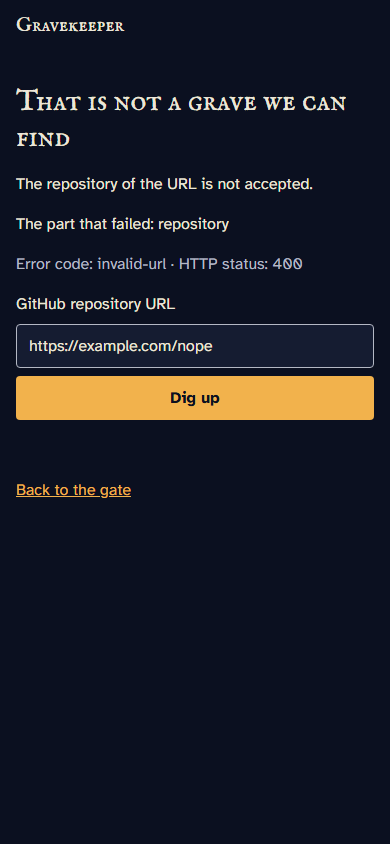 Gravekeeper
That is not a grave we can
find
The repository of the URL is not accepted.
The part that failed: repository
Error code: invalid-url · HTTP status: 400
GitHub repository URL
https://example.com/nope
Dig up
Back to the gate